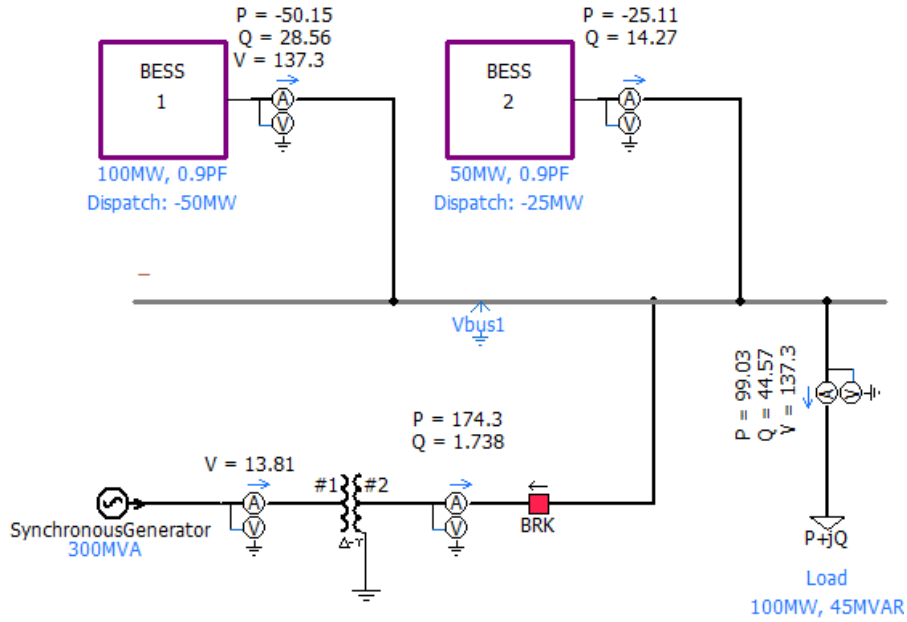 P = -50.15
Q = 28.56
V = 137.3
P = -25.11
Q = 14.27
BESS
1
A
V
BESS
2
A
V
100MW, 0.9PF
Dispatch: -50MW
50MW, 0.9PF
Dispatch: -25MW
Vbus1
P = 99.03
Q = 44.57
V = 137.3
A
V
P = 174.3
Q = 1.738
V = 13.81
#1
#2
A
V
A
V
BRK
SynchronousGenerator
300MVA
P+jQ
Load
100MW, 45MVAR